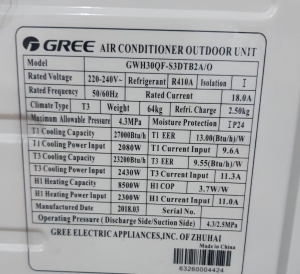 GREE AIR CONDITIONER OUTDOOR UNIT
Model GWH30QF-S3DTB2A/O
Rated Voltage 220-240V~ Refrigerant R410A Isolation I
Rated Frequency 50/60Hz Rated Current 18.0A
Climate Type T3 Weight 64kg Refri. Charge 2.50kg
Maximum Allowable Pressure 4.3MPa Moisture Protection IP24
T1 Cooling Capacity 27000Btu/h T1 EER 13.00(Btu/h)/W
T1 Cooling Power Input 2080W T1 Current Input 9.6A
T3 Cooling Capacity 23200Btu/h T3 EER 9.55(Btu/h)/W
T3 Cooling Power Input 2430W T3 Current Input 11.3A
H1 Heating Capacity 8500W H1 COP 3.7W/W
H1 Heating Power Input 2300W H1 Current Input 11.0A
Manufactured Date 2018.03 Serial
Operating Pressure (Discharge Side/Suction Side) 4.3/2.5MPa
GREE ELECTRIC APPLIANCES,INC. OF ZHUHAI
Made in China
63260004424